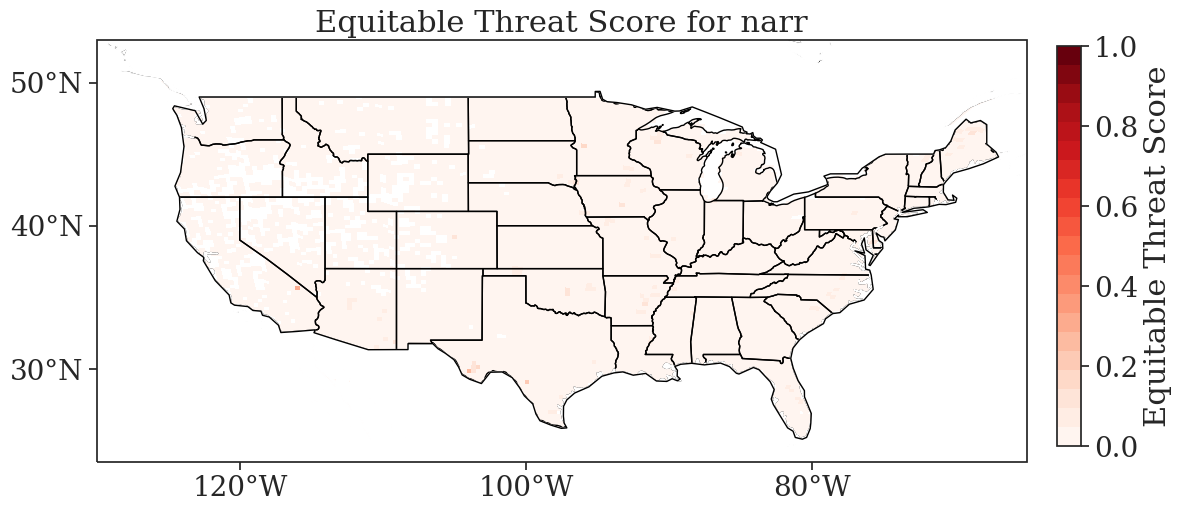 Equitable Threat Score for narr
50°N
40°N
30°N
120°W
100°W
80°W
1.0
0.8
0.6
0.4
0.2
0.0
Equitable Threat Score